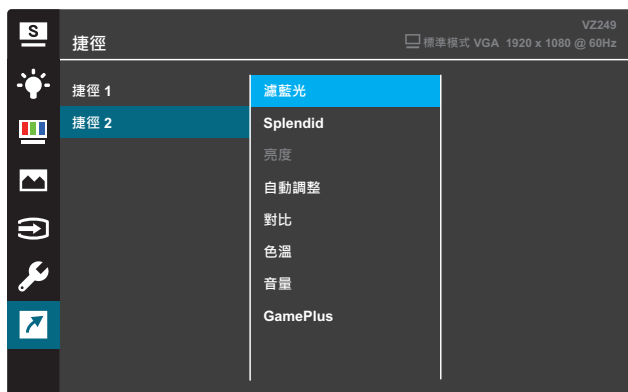 S
VZ249
捷徑
標準模式 VGA 1920 x 1080 @ 60Hz
捷徑 1
濾藍光
捷徑 2
Splendid
亮度
自動調整
對比
色溫
音量
GamePlus